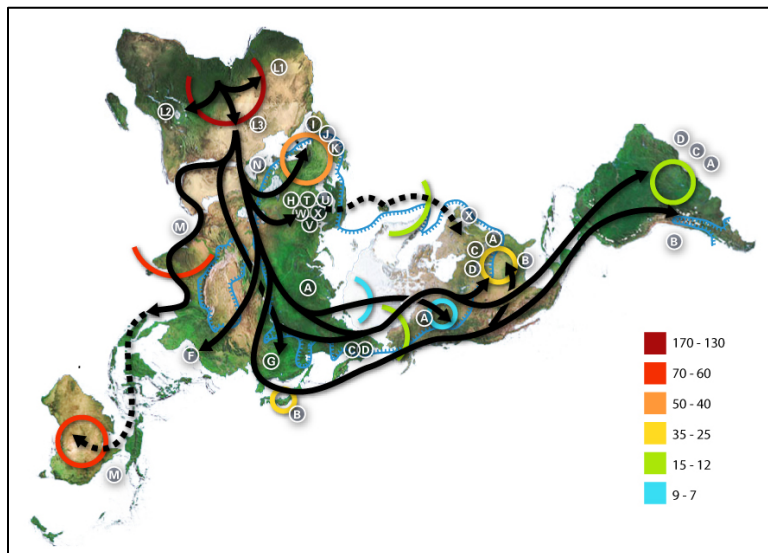 L1
L2
L3
I
J
K
N
H T U
W X
V
M
X
A
C
D
B
D
C
A
B
A
A
C D
F
G
B
M
170 - 130
70 - 60
50 - 40
35 - 25
15 - 12
9 - 7